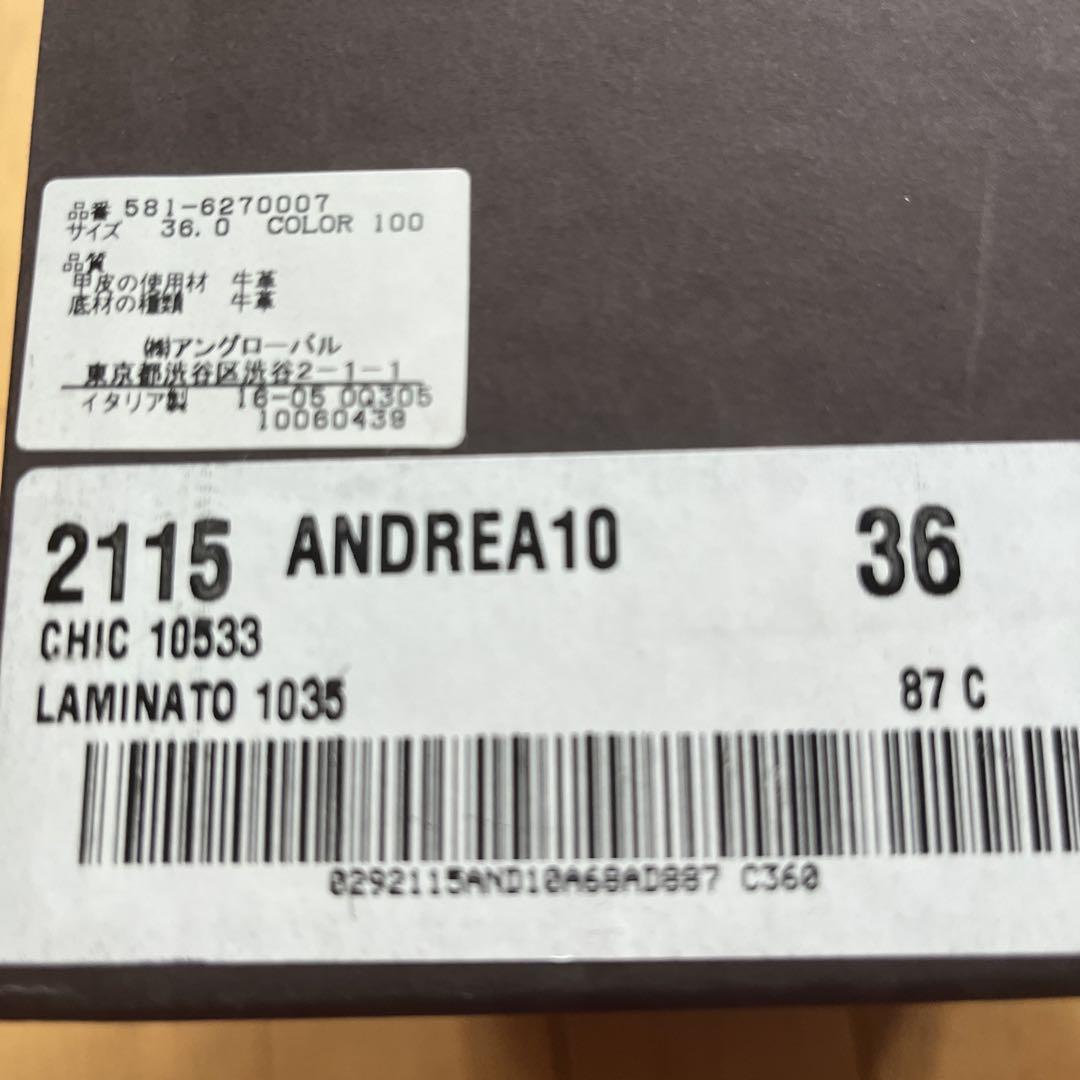 品番 581-6270007
サイズ 36.0 COLOR 100
品質
甲皮の使用材 牛革
底材の種類 牛革
㈱アングローバル
東京都渋谷区渋谷2-1-1
イタリア製 16-05 0Q305
10060439
2115 ANDREA10 36
CHIC 10533
LAMINATO 1035 87 C
0292115AND10A68AD887 C360